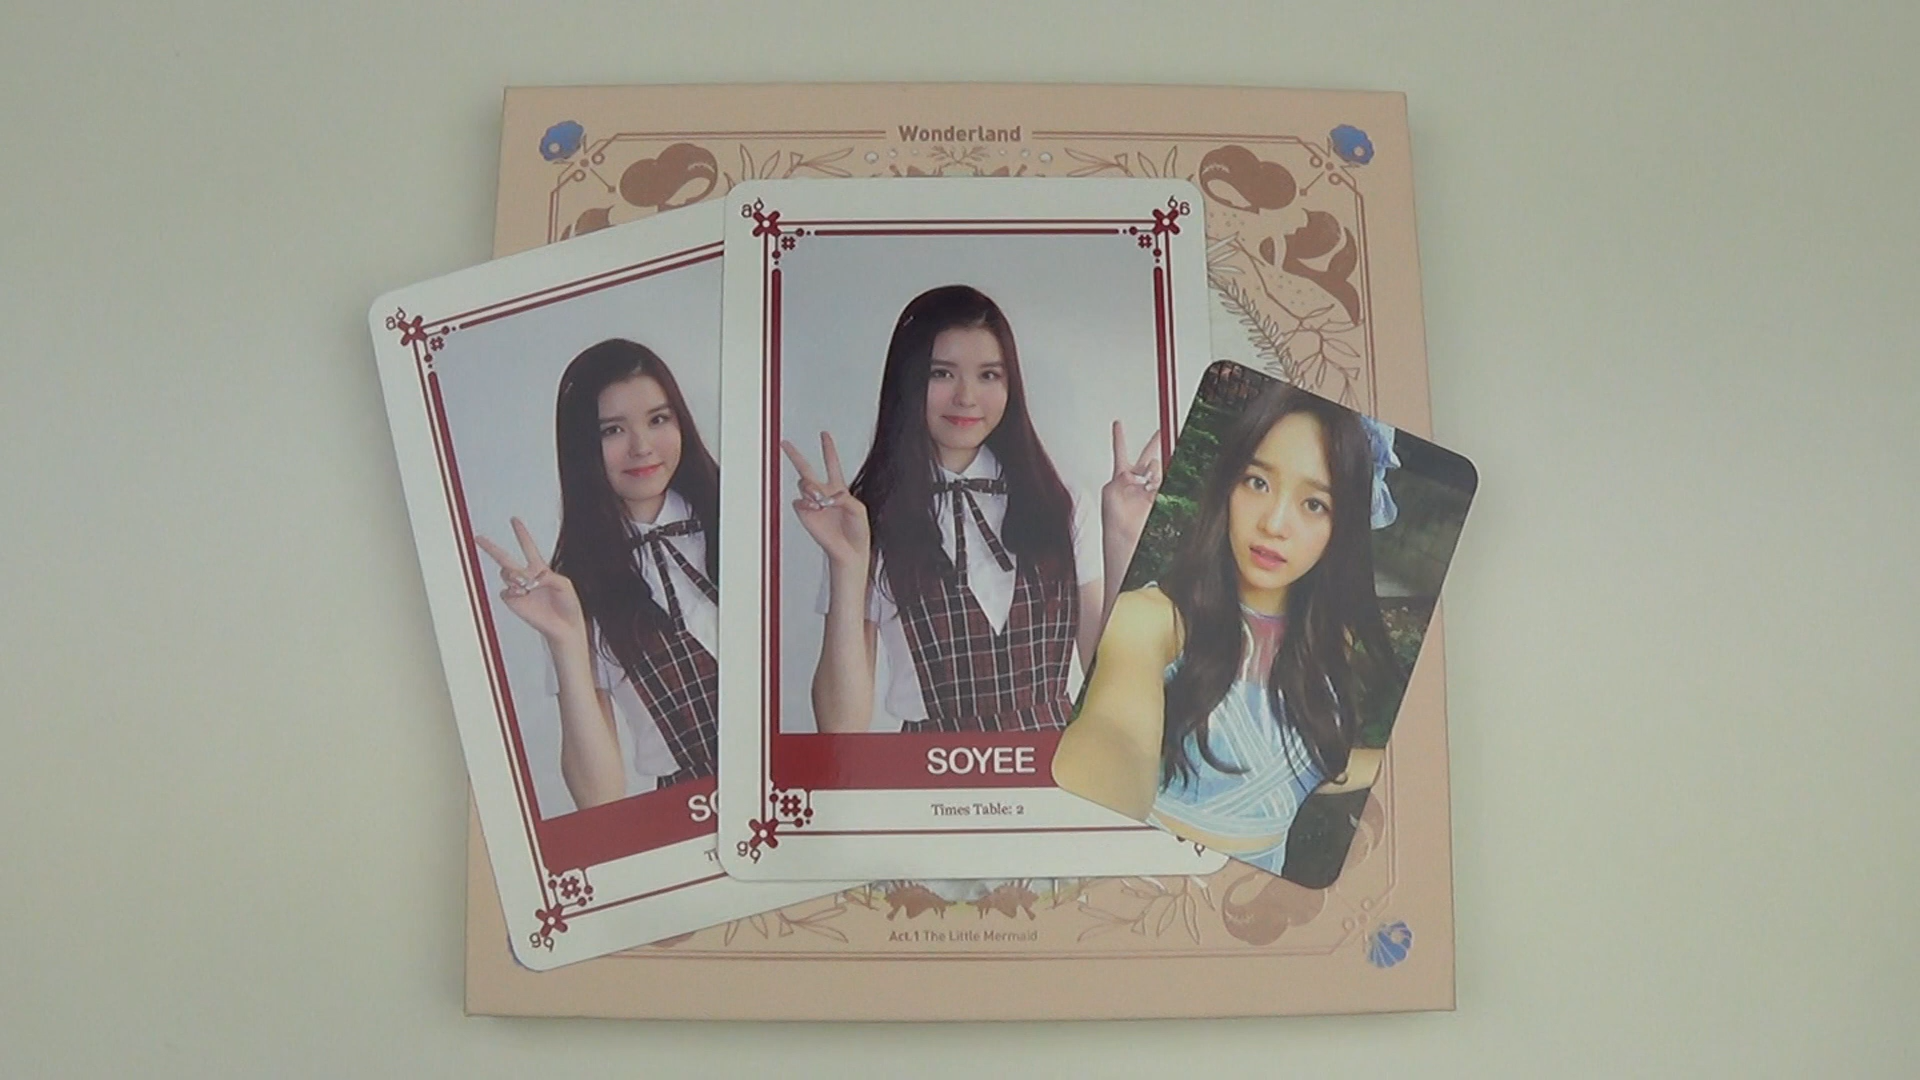 Wonderland
SOYEE
Times Table: 2
SO
Act.1 The Little Mermaid